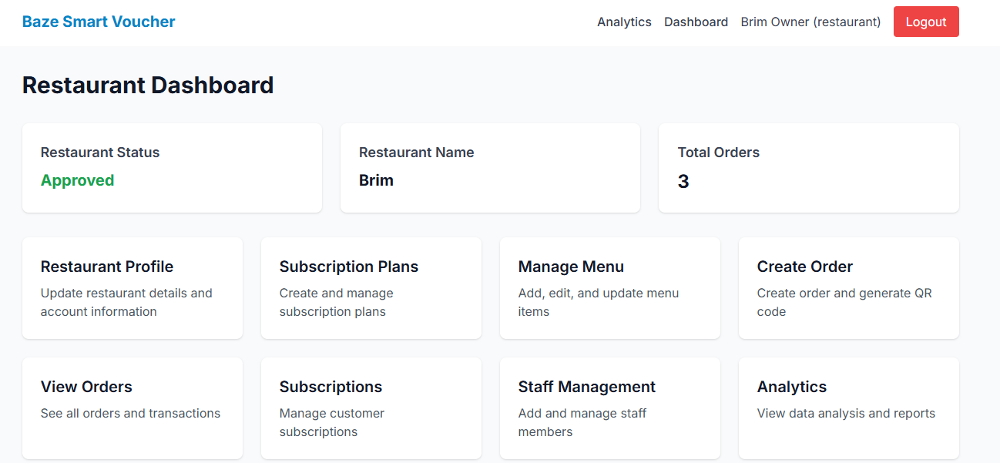 Baze Smart Voucher
Analytics Dashboard Brim Owner (restaurant) Logout
Restaurant Dashboard
Restaurant Status
Approved
Restaurant Name
Brim
Total Orders
3
Restaurant Profile
Update restaurant details and
account information
Subscription Plans
Create and manage
subscription plans
Manage Menu
Add, edit, and update menu
items
Create Order
Create order and generate QR
code
View Orders
See all orders and transactions
Subscriptions
Manage customer
subscriptions
Staff Management
Add and manage staff
members
Analytics
View data analysis and reports